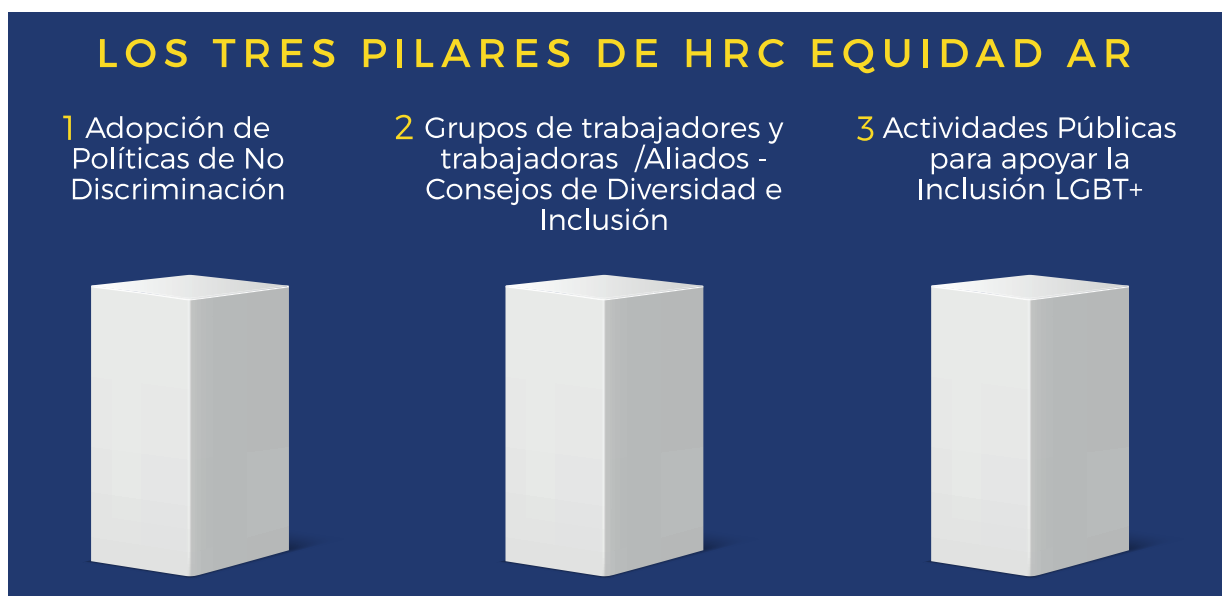 LOS TRES PILARES DE HRC EQUIDAD AR
1 Adopción de
Políticas de No
Discriminación
2 Grupos de trabajadores y
trabajadoras /Aliados -
Consejos de Diversidad e
Inclusión
3 Actividades Públicas
para apoyar la
Inclusión LGBT+